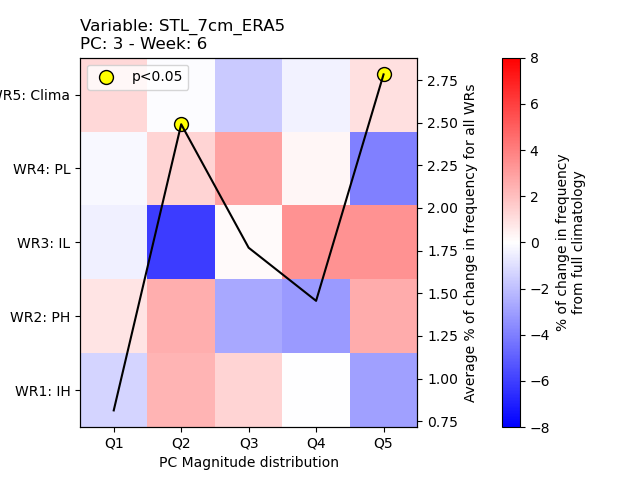 Variable: STL_7cm_ERA5
PC: 3 - Week: 6
p<0.05
WR5: Clima
WR4: PL
WR3: IL
WR2: PH
WR1: IH
Q1 Q2 Q3 Q4 Q5
PC Magnitude distribution
2.75
2.50
2.25
2.00
1.75
1.50
1.25
1.00
0.75
Average % of change in frequency for all WRs
8
6
4
2
0
−2
−4
−6
−8
% of change in frequency
from full climatology